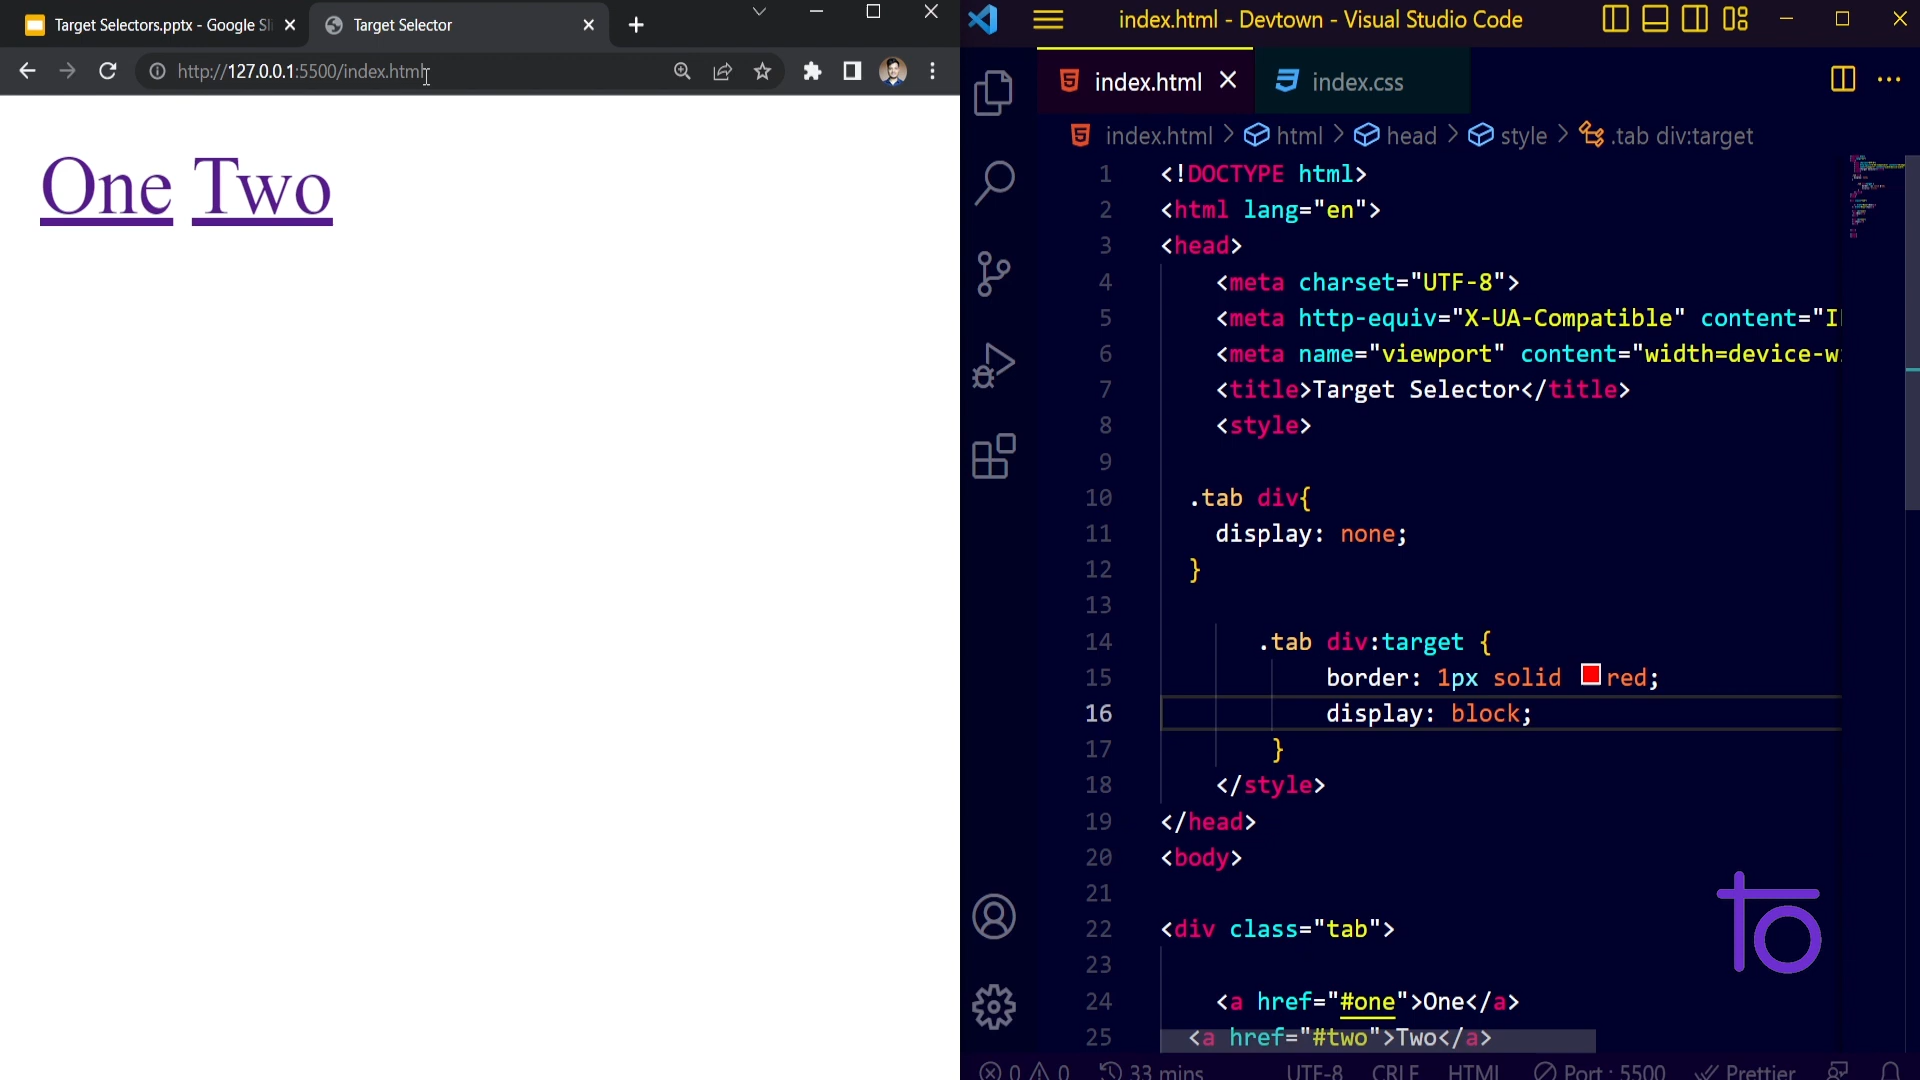 Target Selectors.pptx - Google Sli
Target Selector
http://127.0.0.1:5500/index.html
One Two
index.html - Devtown - Visual Studio Code
index.html
index.css
index.html > html > head > style > .tab div:target
1 <!DOCTYPE html>
2 <html lang="en">
3 <head>
4 <meta charset="UTF-8">
5 <meta http-equiv="X-UA-Compatible" content="I
6 <meta name="viewport" content="width=device-w
7 <title>Target Selector</title>
8 <style>
9
10 .tab div{
11 display: none;
12 }
13
14 .tab div:target {
15 border: 1px solid red;
16 display: block;
17 }
18 </style>
19 </head>
20 <body>
21
22 <div class="tab">
23
24 <a href="#one">One</a>
25 <a href="#two">Two</a>
0 0 33 mins UTF-8 CRLF HTML Port : 5500 Prettier